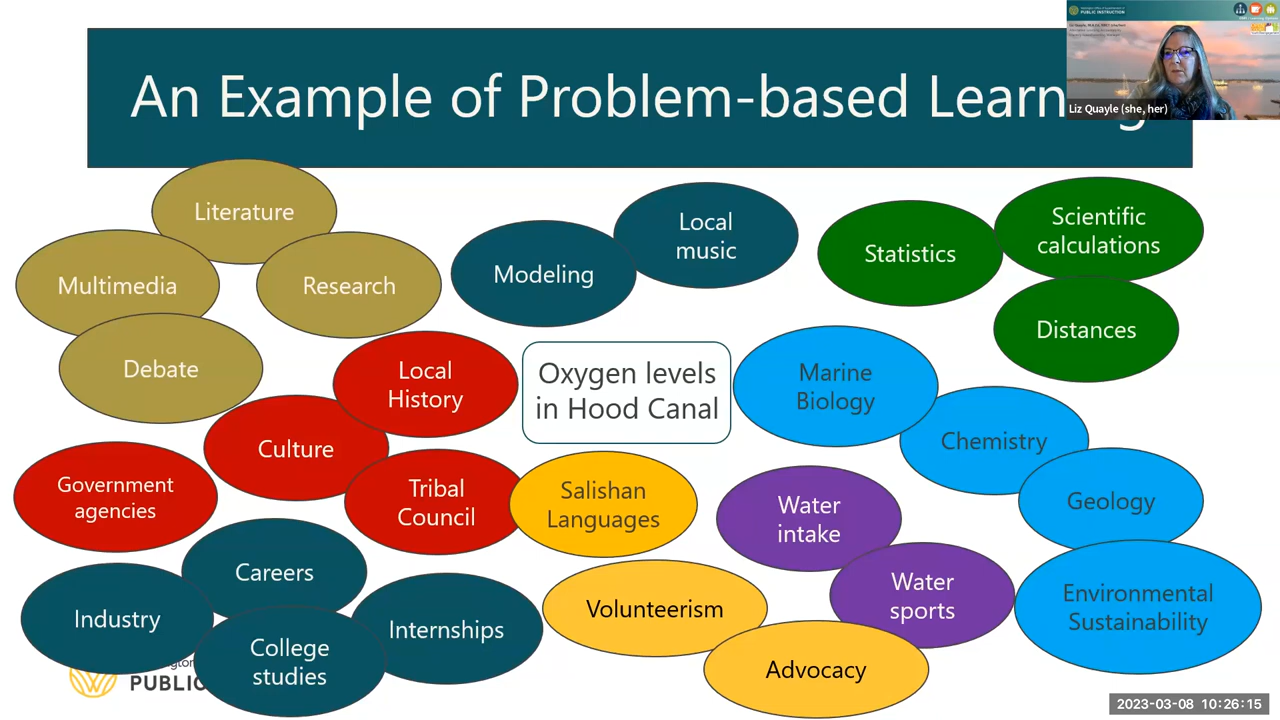 PUBLIC INSTRUCTION
An Example of Problem-based Learning
Liz Quayle (she, her)
Literature
Multimedia
Research
Debate
Modeling
Local
music
Statistics
Scientific
calculations
Distances
Local
History
Culture
Government
agencies
Tribal
Council
Oxygen levels
in Hood Canal
Marine
Biology
Chemistry
Geology
Environmental
Sustainability
Salishan
Languages
Water
intake
Water
sports
Careers
Industry
College
studies
Internships
Volunteerism
Advocacy
PUBLIC
2023-03-08 10:26:15